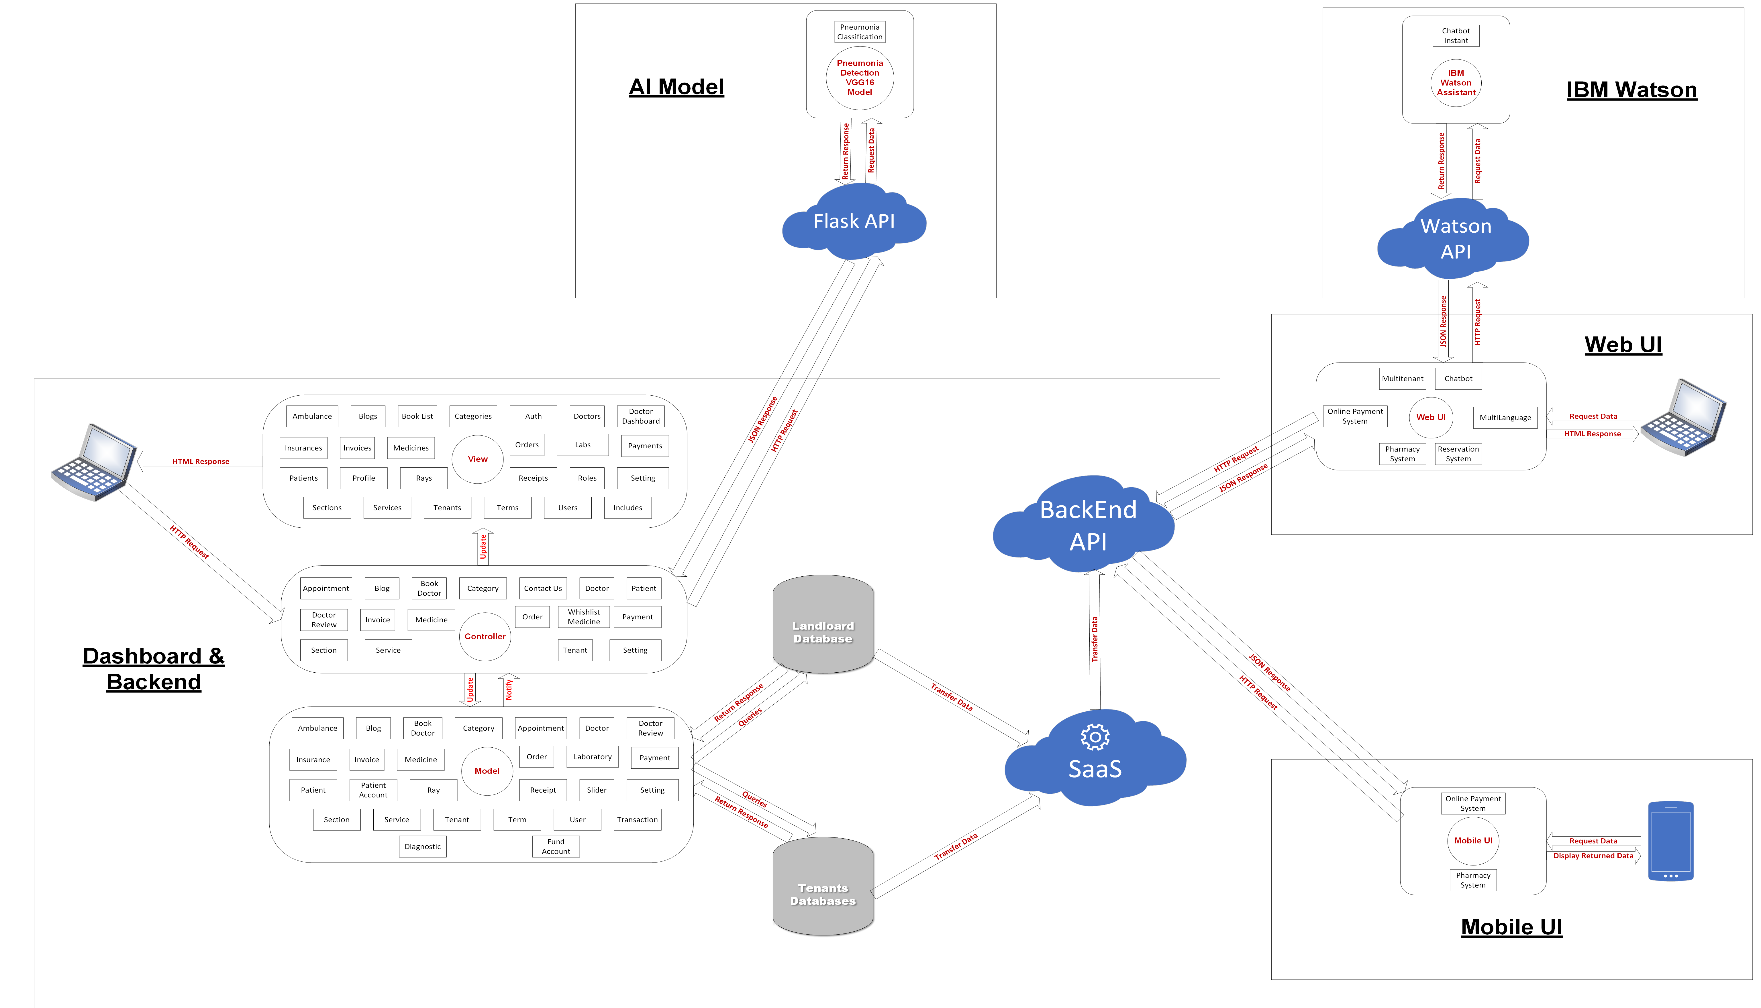 AI Model
Pneumonia
Classification
Pneumonia
Detection
VGG16
Model
Return Response
Request Data
Flask API
JSON Response
HTTP Request
IBM Watson
Chatbot
Instant
IBM
Watson
Assistant
Return Response
Request Data
Watson
API
JSON Response
HTTP Request
Web UI
Multitenant
Chatbot
Online Payment
System
Web UI
MultiLanguage
Pharmacy
System
Reservation
System
Request Data
HTML Response
HTTP Request
JSON Response
Dashboard &
Backend
HTML Response
HTTP Request
Ambulance
Blogs
Book List
Categories
Auth
Doctors
Doctor
Dashboard
Insurances
Invoices
Medicines
View
Orders
Labs
Payments
Patients
Profile
Rays
Receipts
Roles
Setting
Sections
Services
Tenants
Terms
Users
Includes
Update
Appointment
Blog
Book
Doctor
Category
Contact Us
Doctor
Patient
Doctor
Review
Invoice
Medicine
Controller
Order
Whishlist
Medicine
Payment
Section
Service
Tenant
Setting
Update
Notify
Ambulance
Blog
Book
Doctor
Category
Appointment
Doctor
Doctor
Review
Insurance
Invoice
Medicine
Model
Order
Laboratory
Payment
Patient
Patient
Account
Ray
Receipt
Slider
Setting
Section
Service
Tenant
Term
User
Transaction
Diagnostic
Fund
Account
Return Response
Queries
Queries
Return Response
Landloard
Database
Tenants
Databases
Transfer Data
Transfer Data
SaaS
Transfer Data
BackEnd
API
JSON Response
HTTP Request
Online Payment
System
Mobile UI
Pharmacy
System
Request Data
Display Returned Data
Mobile UI